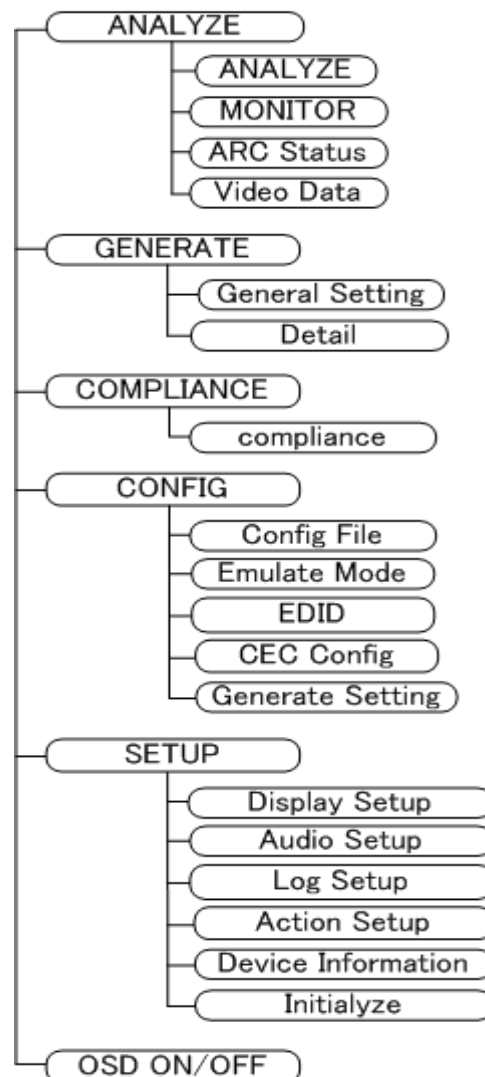 ANALYZE
ANALYZE
MONITOR
ARC Status
Video Data
GENERATE
General Setting
Detail
COMPLIANCE
compliance
CONFIG
Config File
Emulate Mode
EDID
CEC Config
Generate Setting
SETUP
Display Setup
Audio Setup
Log Setup
Action Setup
Device Information
Initialyze
OSD ON/OFF